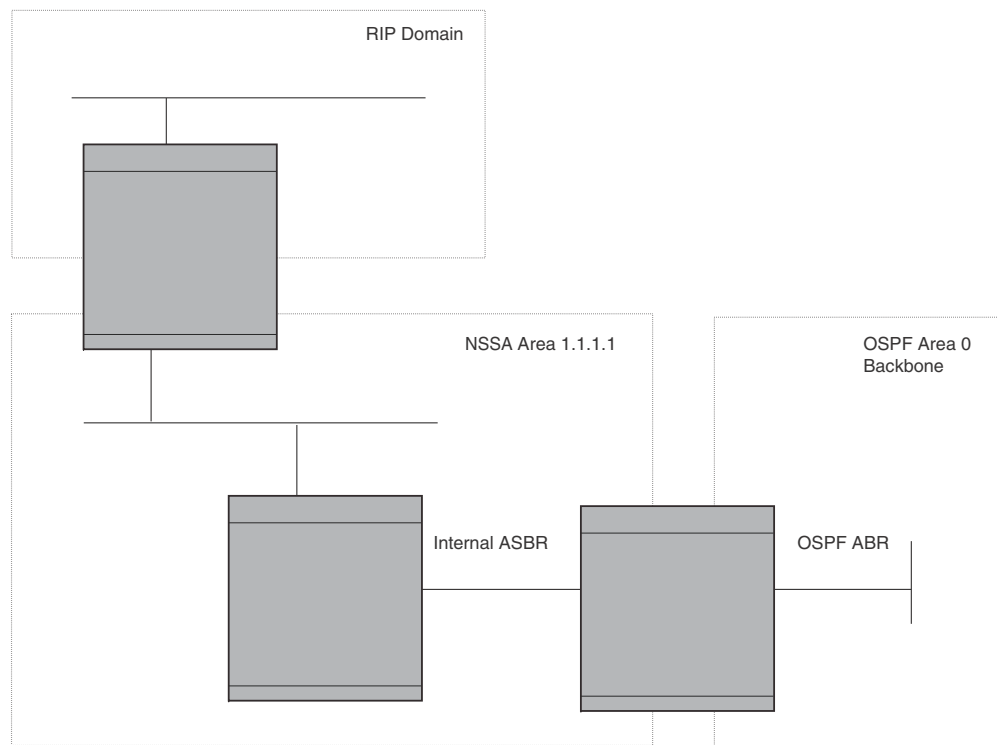 RIP Domain
NSSA Area 1.1.1.1
OSPF Area 0
Backbone
Internal ASBR
OSPF ABR